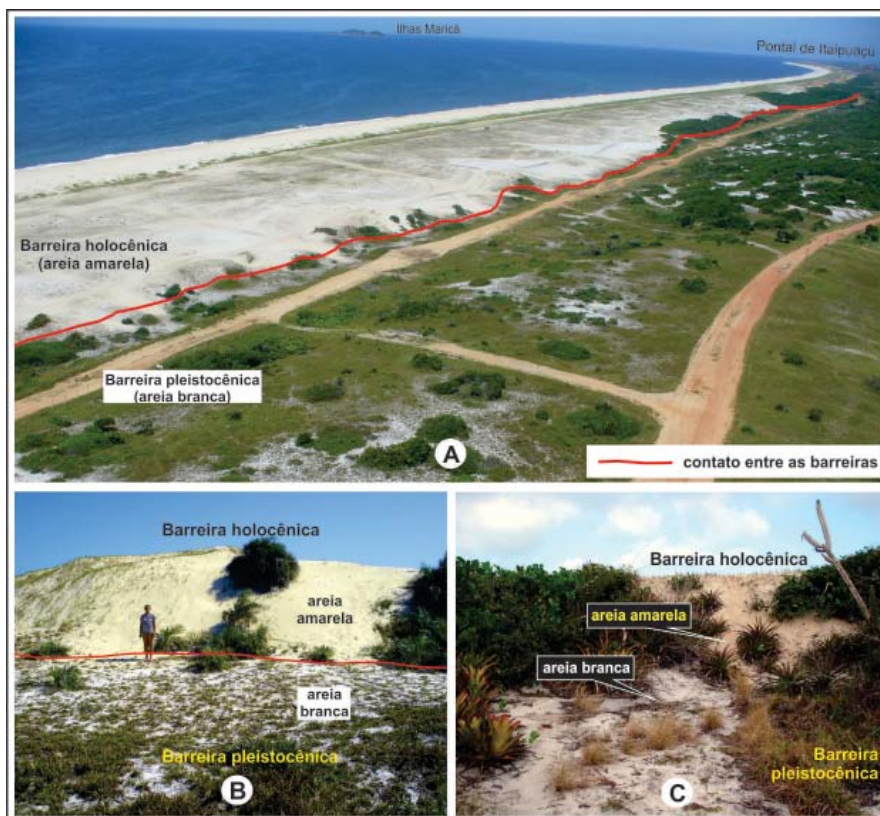 Ilhas Maricá
Pontal de Itaipuaçú
Barreira holocênica
(areia amarela)
Barreira pleistocênica
(areia branca)
A
contato entre as barreiras
Barreira holocênica
areia
amarela
areia
branca
Barreira pleistocênica
B
Barreira holocênica
areia amarela
areia branca
Barreira
pleistocênica
C